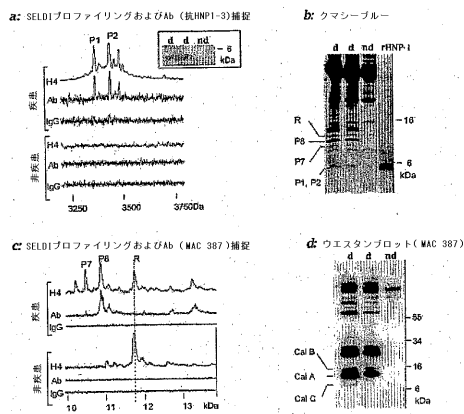 a: SELDIプロファイリングおよびAb (抗HNP1-3)捕捉
P1 P2
d d nd
6
kDa
H4
疾患
Ab
IgG
H4
非疾患
Ab
IgG
3250 3500 3750Da
b: クマシーブルー
d d nd rHNP-1
R
16
P8
P7
6
P1, P2
kDa
c: SELDIプロファイリングおよびAb (MAC 387)捕捉
P7 P8 R
H4
疾患
Ab
IgG
H4
非疾患
Ab
IgG
10 11 12 13 kDa
d: ウエスタンブロット(MAC 387)
d d nd
55
34
Cal B
16
Cal A
Cal C
6
kDa